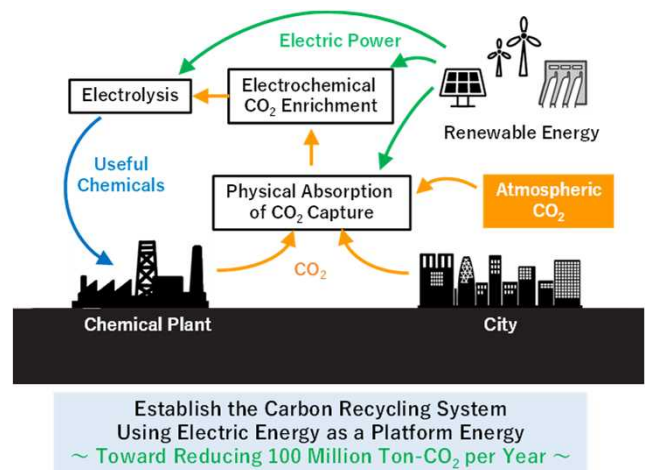 Electric Power
Electrolysis
Electrochemical
CO₂ Enrichment
Renewable Energy
Useful
Chemicals
Physical Absorption
of CO₂ Capture
Atmospheric
CO₂
CO₂
Chemical Plant
City
Establish the Carbon Recycling System
Using Electric Energy as a Platform Energy
～ Toward Reducing 100 Million Ton-CO₂ per Year ～